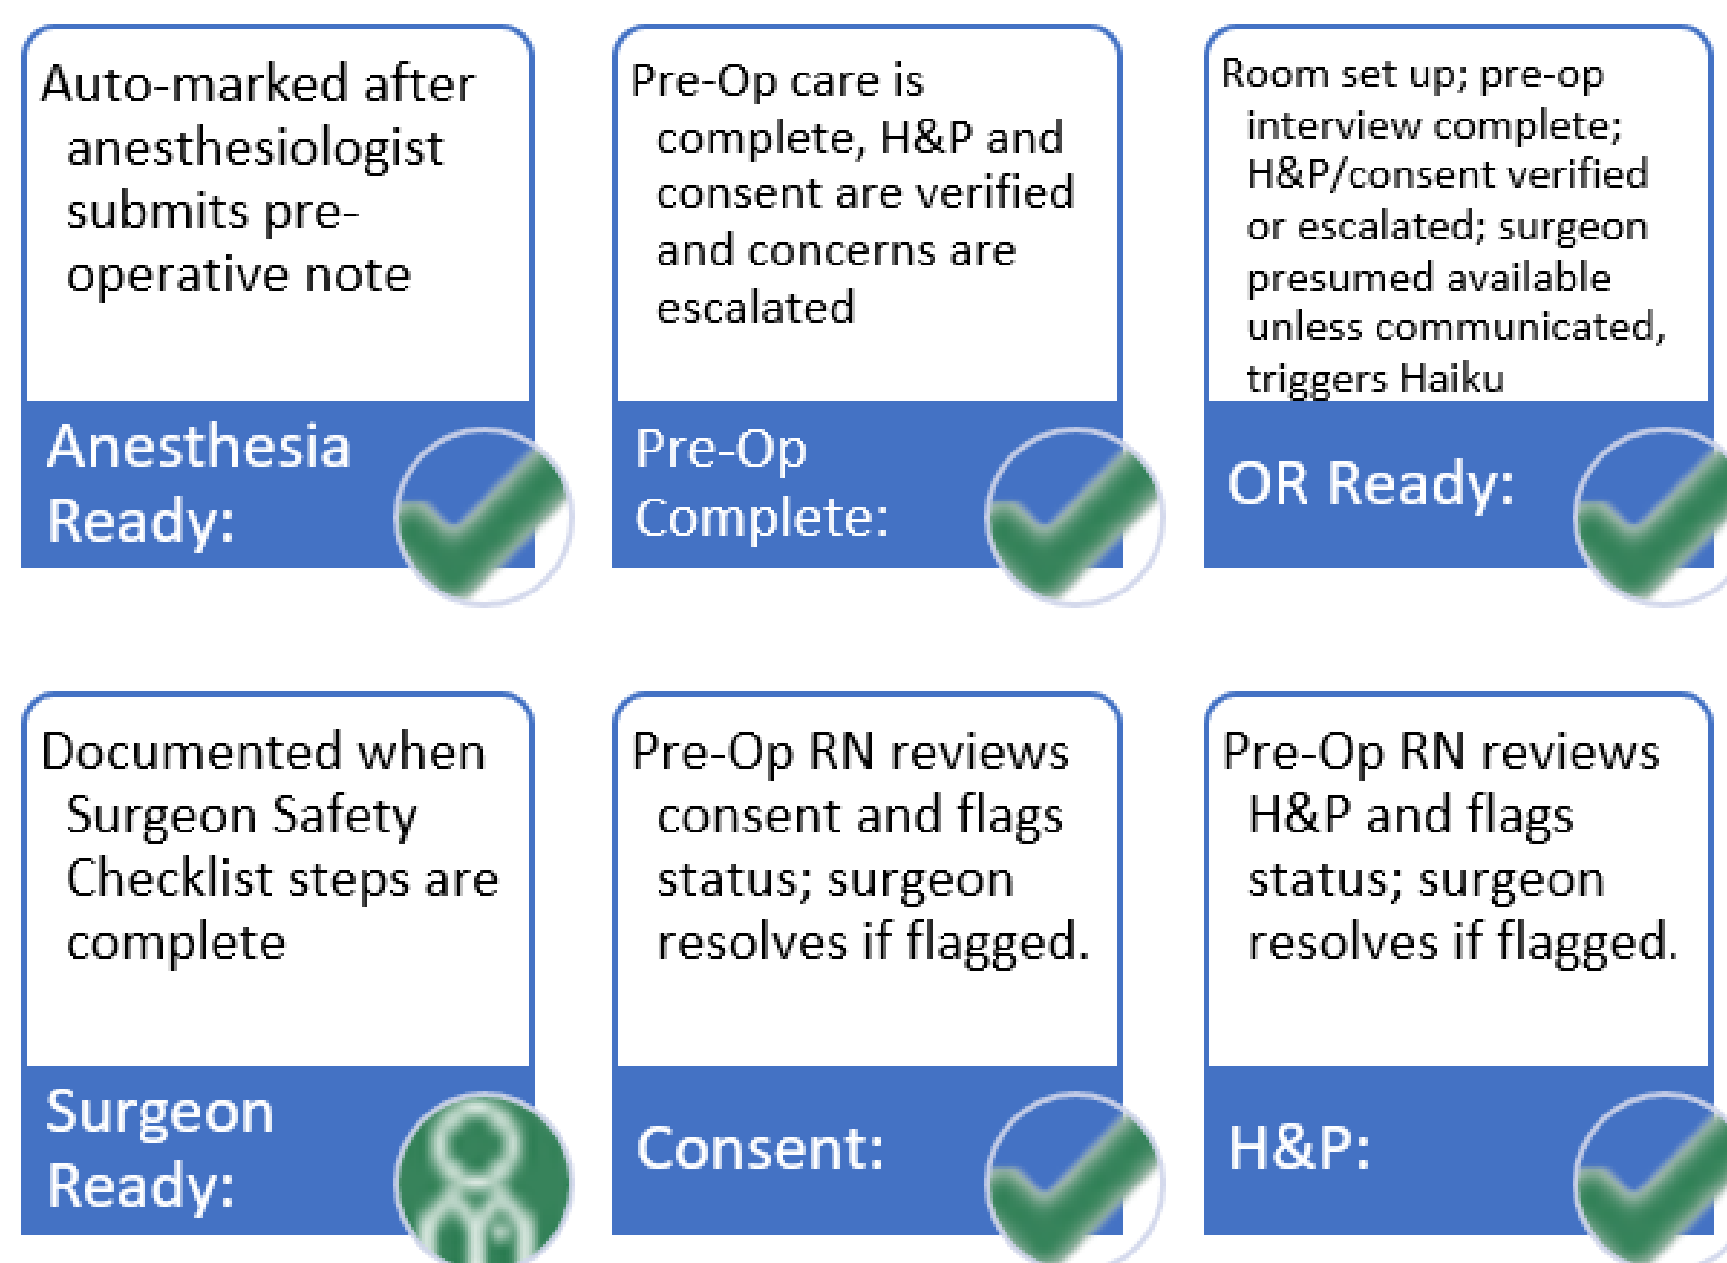 Auto-marked after
anesthesiologist
submits pre-
operative note
Anesthesia
Ready:
Pre-Op care is
complete, H&P and
consent are verified
and concerns are
escalated
Pre-Op
Complete:
Room set up; pre-op
interview complete;
H&P/consent verified
or escalated; surgeon
presumed available
unless communicated,
triggers Haiku
OR Ready:
Documented when
Surgeon Safety
Checklist steps are
complete
Surgeon
Ready:
Pre-Op RN reviews
consent and flags
status; surgeon
resolves if flagged.
Consent:
Pre-Op RN reviews
H&P and flags
status; surgeon
resolves if flagged.
H&P: